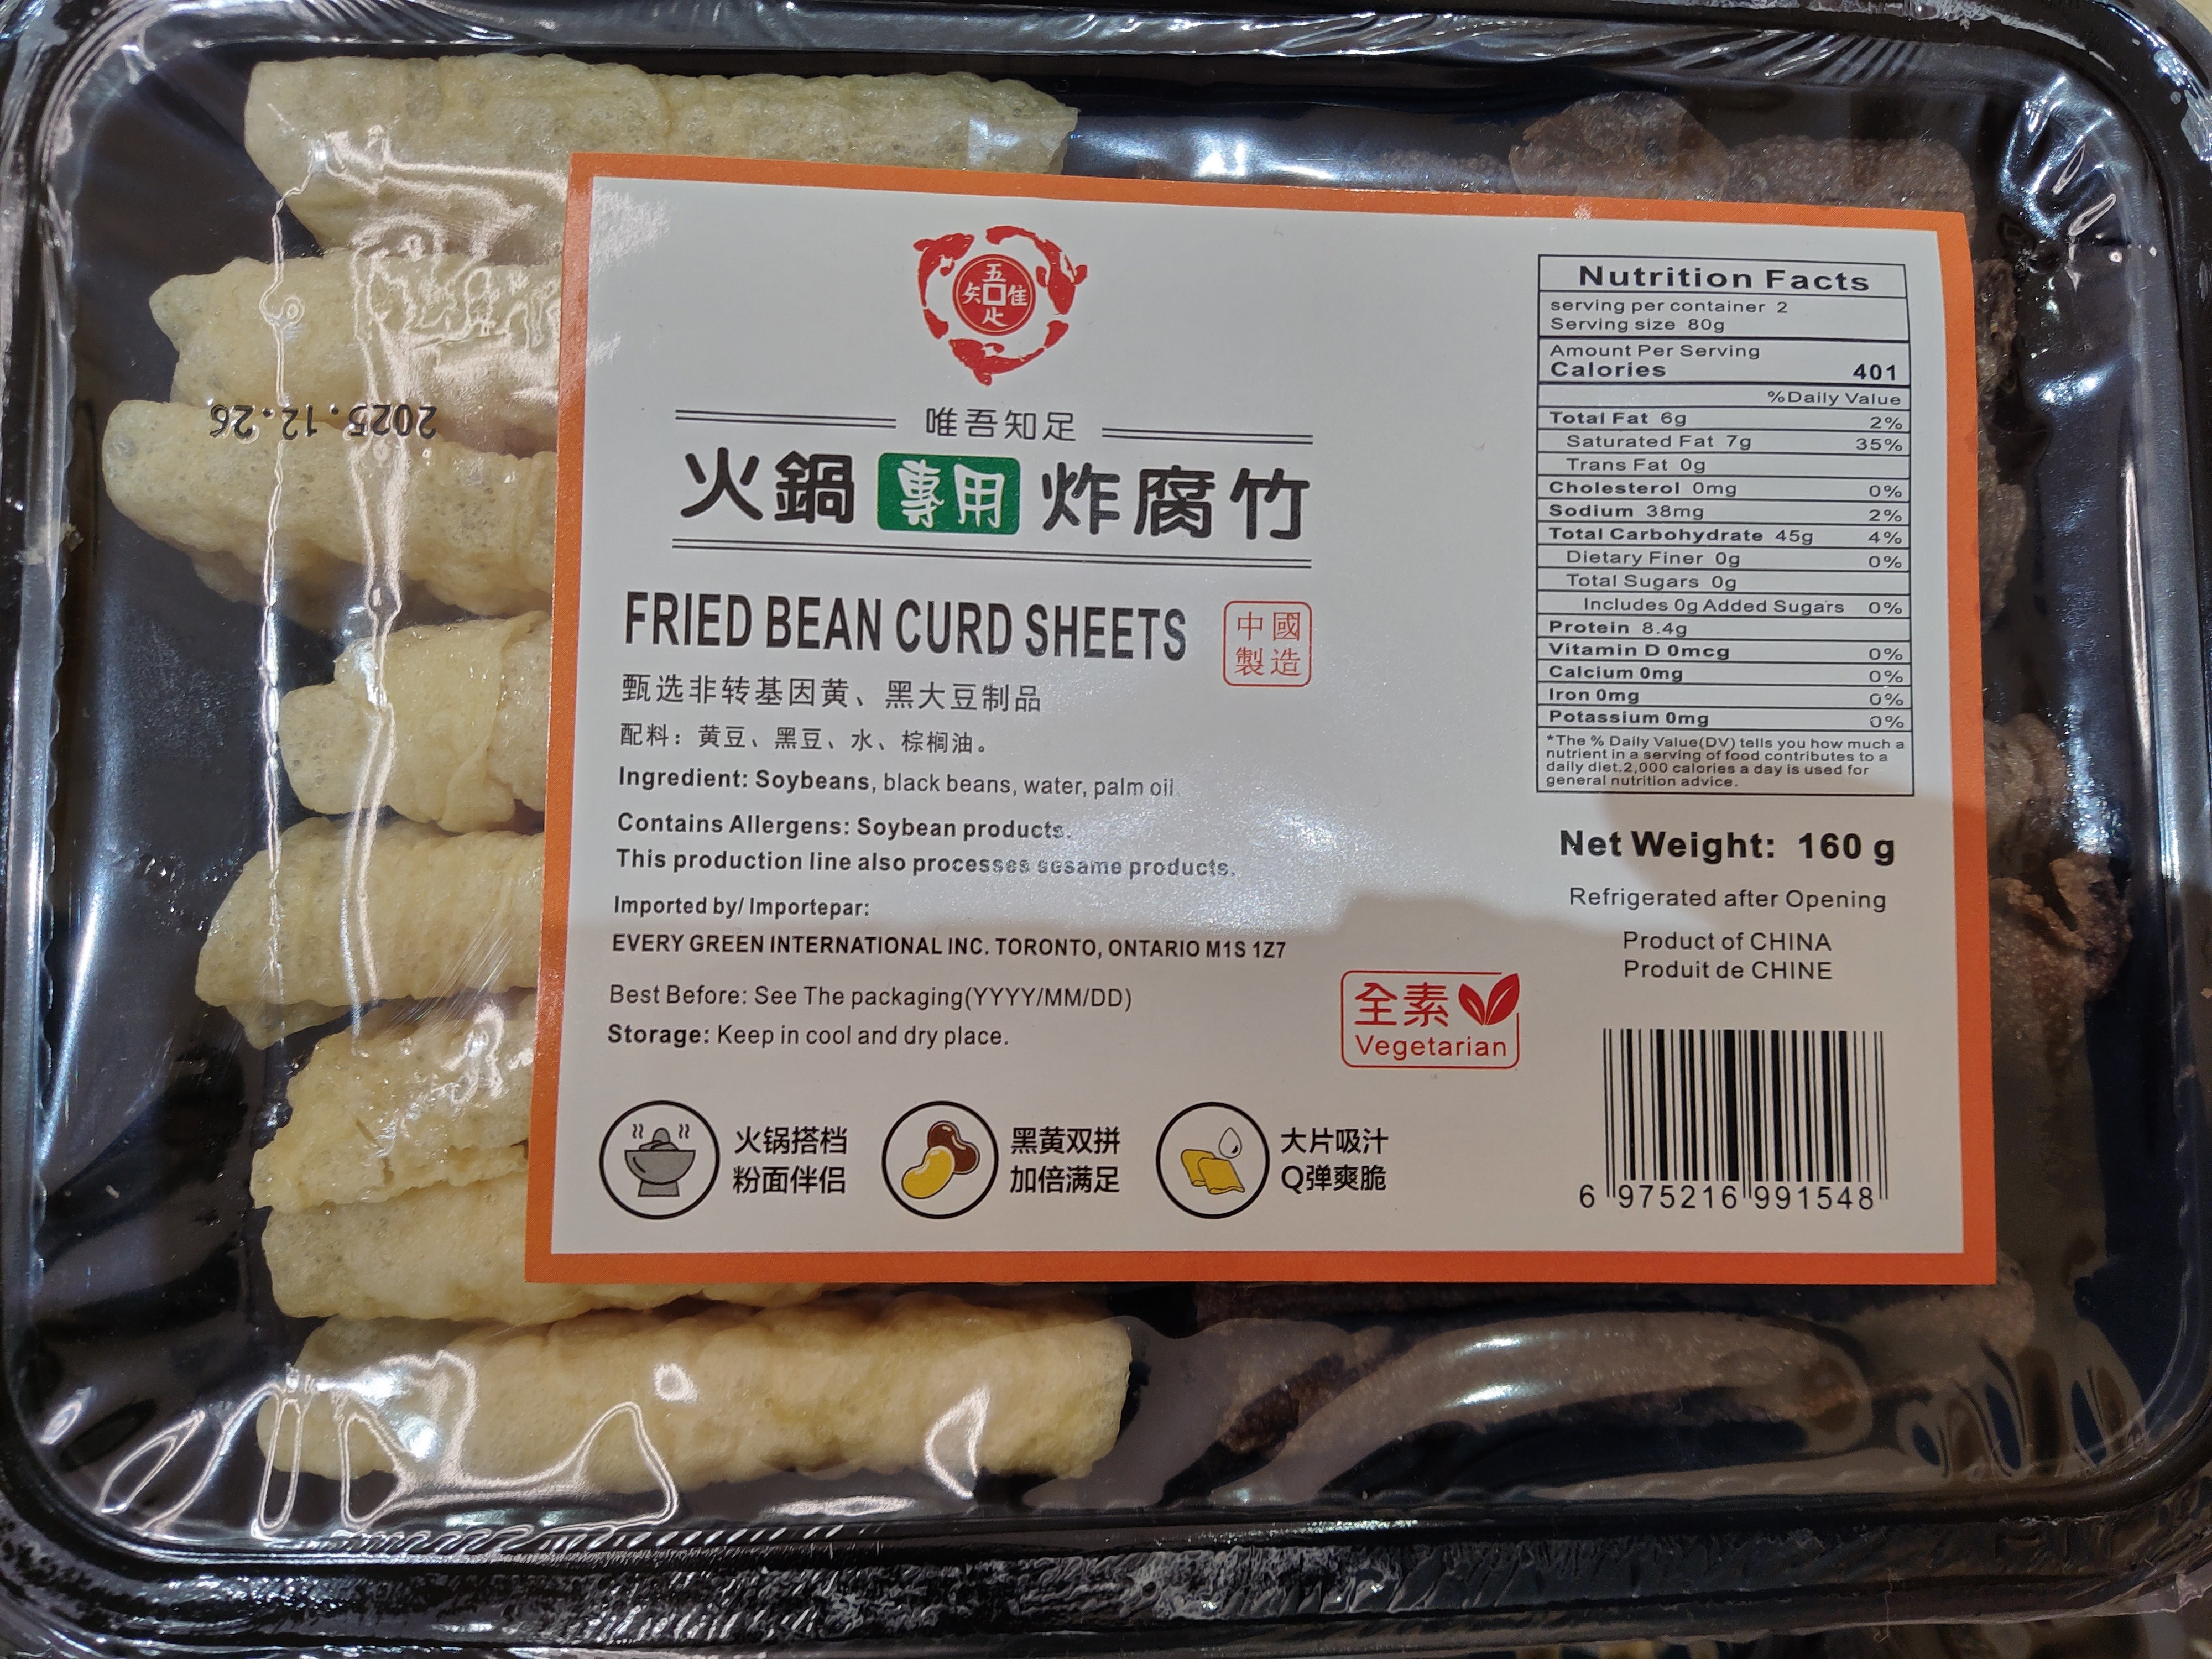 2025.12.26
五
矢口隹
止
唯吾知足
火鍋 專用 炸腐竹
FRIED BEAN CURD SHEETS
中國
製造
甄选非转基因黄、黑大豆制品
配料：黄豆、黑豆、水、棕榈油。
Ingredient: Soybeans, black beans, water, palm oil.
Contains Allergens: Soybean products.
This production line also processes sesame products.
Imported by/ Importepar:
EVERY GREEN INTERNATIONAL INC. TORONTO, ONTARIO M1S 1Z7
Best Before: See The packaging(YYYY/MM/DD)
Storage: Keep in cool and dry place.
全素
Vegetarian
火锅搭档
粉面伴侣
黑黄双拼
加倍满足
大片吸汁
Q弹爽脆
Nutrition Facts
serving per container 2
Serving size 80g
Amount Per Serving
Calories 401
%Daily Value
Total Fat 6g 2%
Saturated Fat 7g 35%
Trans Fat 0g
Cholesterol 0mg 0%
Sodium 38mg 2%
Total Carbohydrate 45g 4%
Dietary Finer 0g 0%
Total Sugars 0g
Includes 0g Added Sugars 0%
Protein 8.4g
Vitamin D 0mcg 0%
Calcium 0mg 0%
Iron 0mg 0%
Potassium 0mg 0%
*The % Daily Value(DV) tells you how much a
nutrient in a serving of food contributes to a
daily diet.2,000 calories a day is used for
general nutrition advice.
Net Weight: 160 g
Refrigerated after Opening
Product of CHINA
Produit de CHINE
6 975216 991548